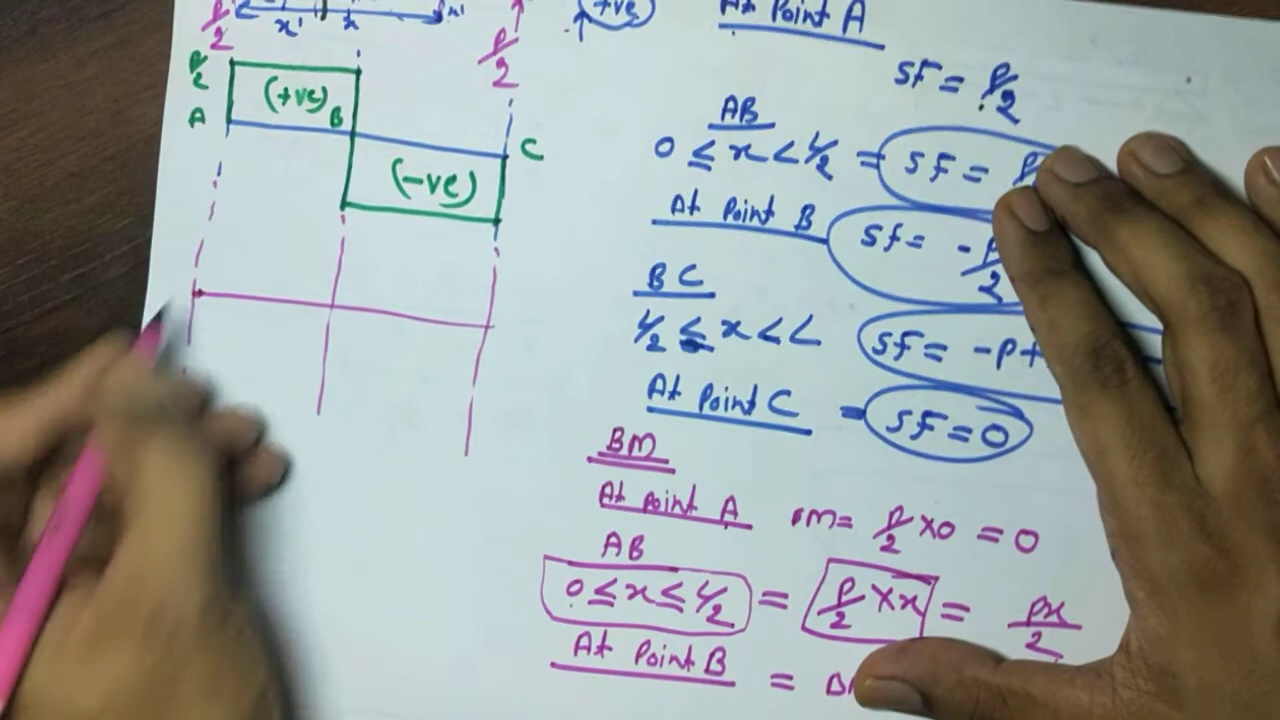 P/2
x'
x
P/2
+ve
P/2
A
(+ve)
B
(-ve)
C
At Point A
SF = P/2
AB
0 ≤ x < L/2 = SF = P
At Point B
Sf = -P/2
BC
L/2 ≤ x < L
SF = -P+
At Point C = SF = 0
BM
At Point A BM = P/2 x 0 = 0
AB
0 ≤ x ≤ L/2 = P/2 x x = Px/2
At Point B =